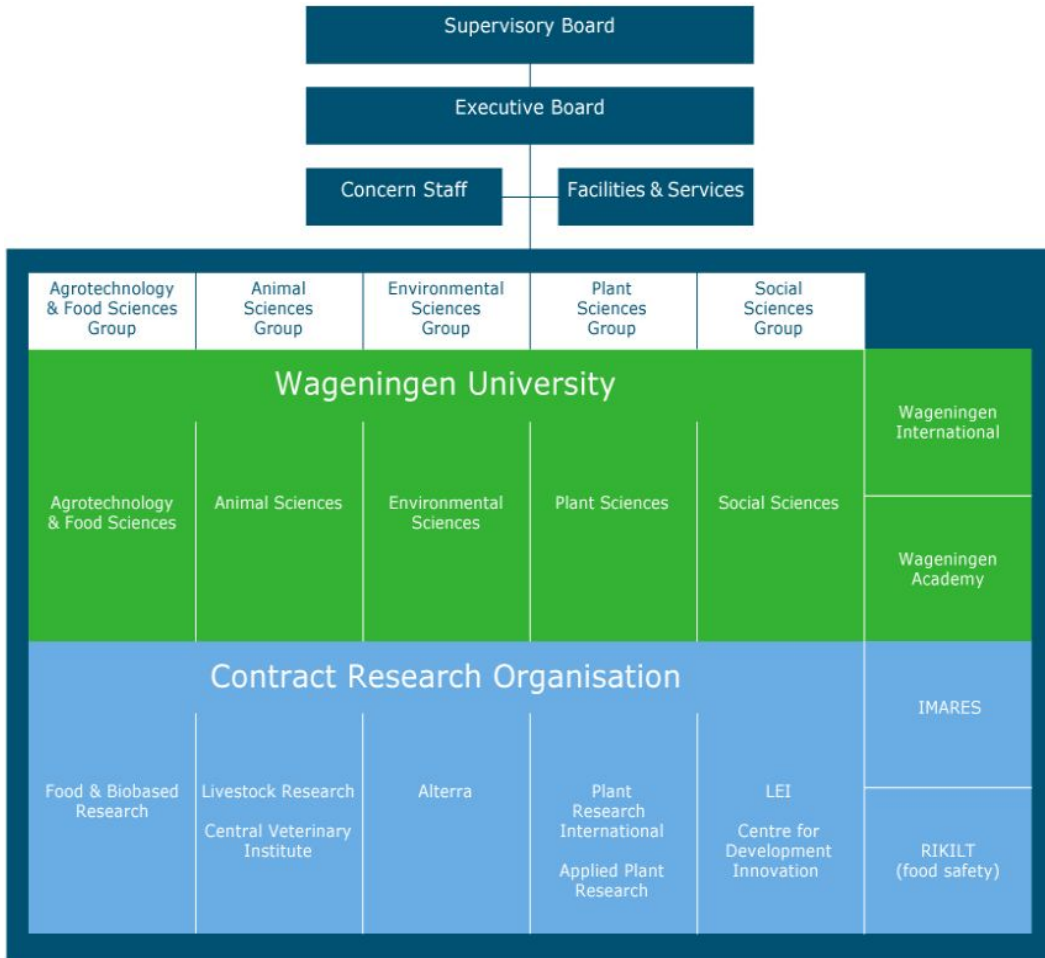 Supervisory Board
Executive Board
Concern Staff
Facilities & Services
Agrotechnology
& Food Sciences
Group
Animal
Sciences
Group
Environmental
Sciences
Group
Plant
Sciences
Group
Social
Sciences
Group
Wageningen University
Agrotechnology
& Food Sciences
Animal Sciences
Environmental
Sciences
Plant Sciences
Social Sciences
Wageningen
International
Wageningen
Academy
Contract Research Organisation
Food & Biobased
Research
Livestock Research
Central Veterinary
Institute
Alterra
Plant
Research
International
Applied Plant
Research
LEI
Centre for
Development
Innovation
IMARES
RIKILT
(food safety)